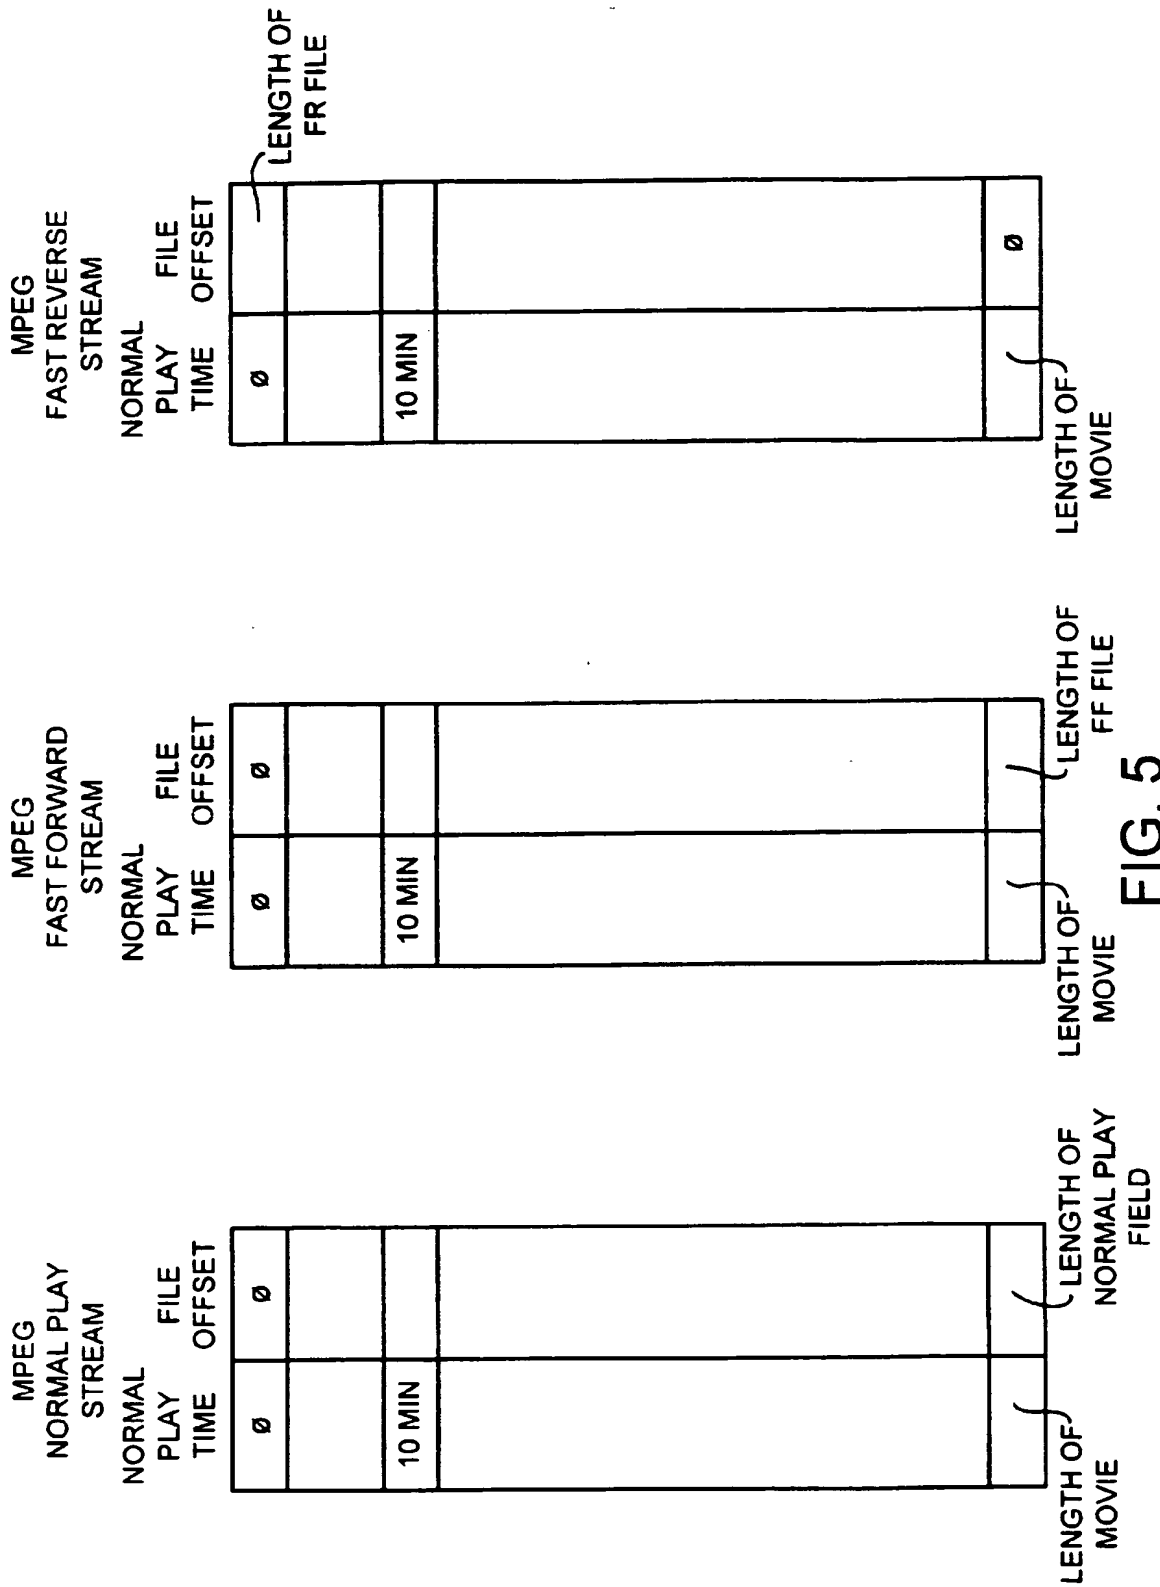 MPEG
NORMAL PLAY
STREAM
NORMAL
PLAY
TIME
FILE
OFFSET
Ø
Ø
10 MIN
LENGTH OF
MOVIE
LENGTH OF
NORMAL PLAY
FIELD
MPEG
FAST FORWARD
STREAM
NORMAL
PLAY
TIME
FILE
OFFSET
Ø
Ø
10 MIN
LENGTH OF
MOVIE
LENGTH OF
FF FILE
MPEG
FAST REVERSE
STREAM
NORMAL
PLAY
TIME
FILE
OFFSET
Ø
LENGTH OF
FR FILE
10 MIN
Ø
LENGTH OF
MOVIE
FIG. 5